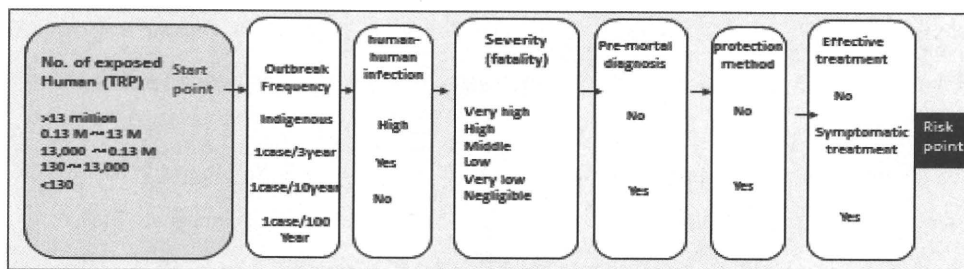 No. of exposed
Human (TRP)
Start
point
>13 million
0.13 M~13 M
13,000 ~0.13 M
130~13,000
<130
Outbreak
Frequency
Indigenous
1case/3year
1case/10year
1case/100
Year
human-
human
infection
High
Yes
No
Severity
(fatality)
Very high
High
Middle
Low
Very low
Negligible
Pre-mortal
diagnosis
No
Yes
protection
method
No
Yes
Effective
treatment
No
Symptomatic
treatment
Yes
Risk
point